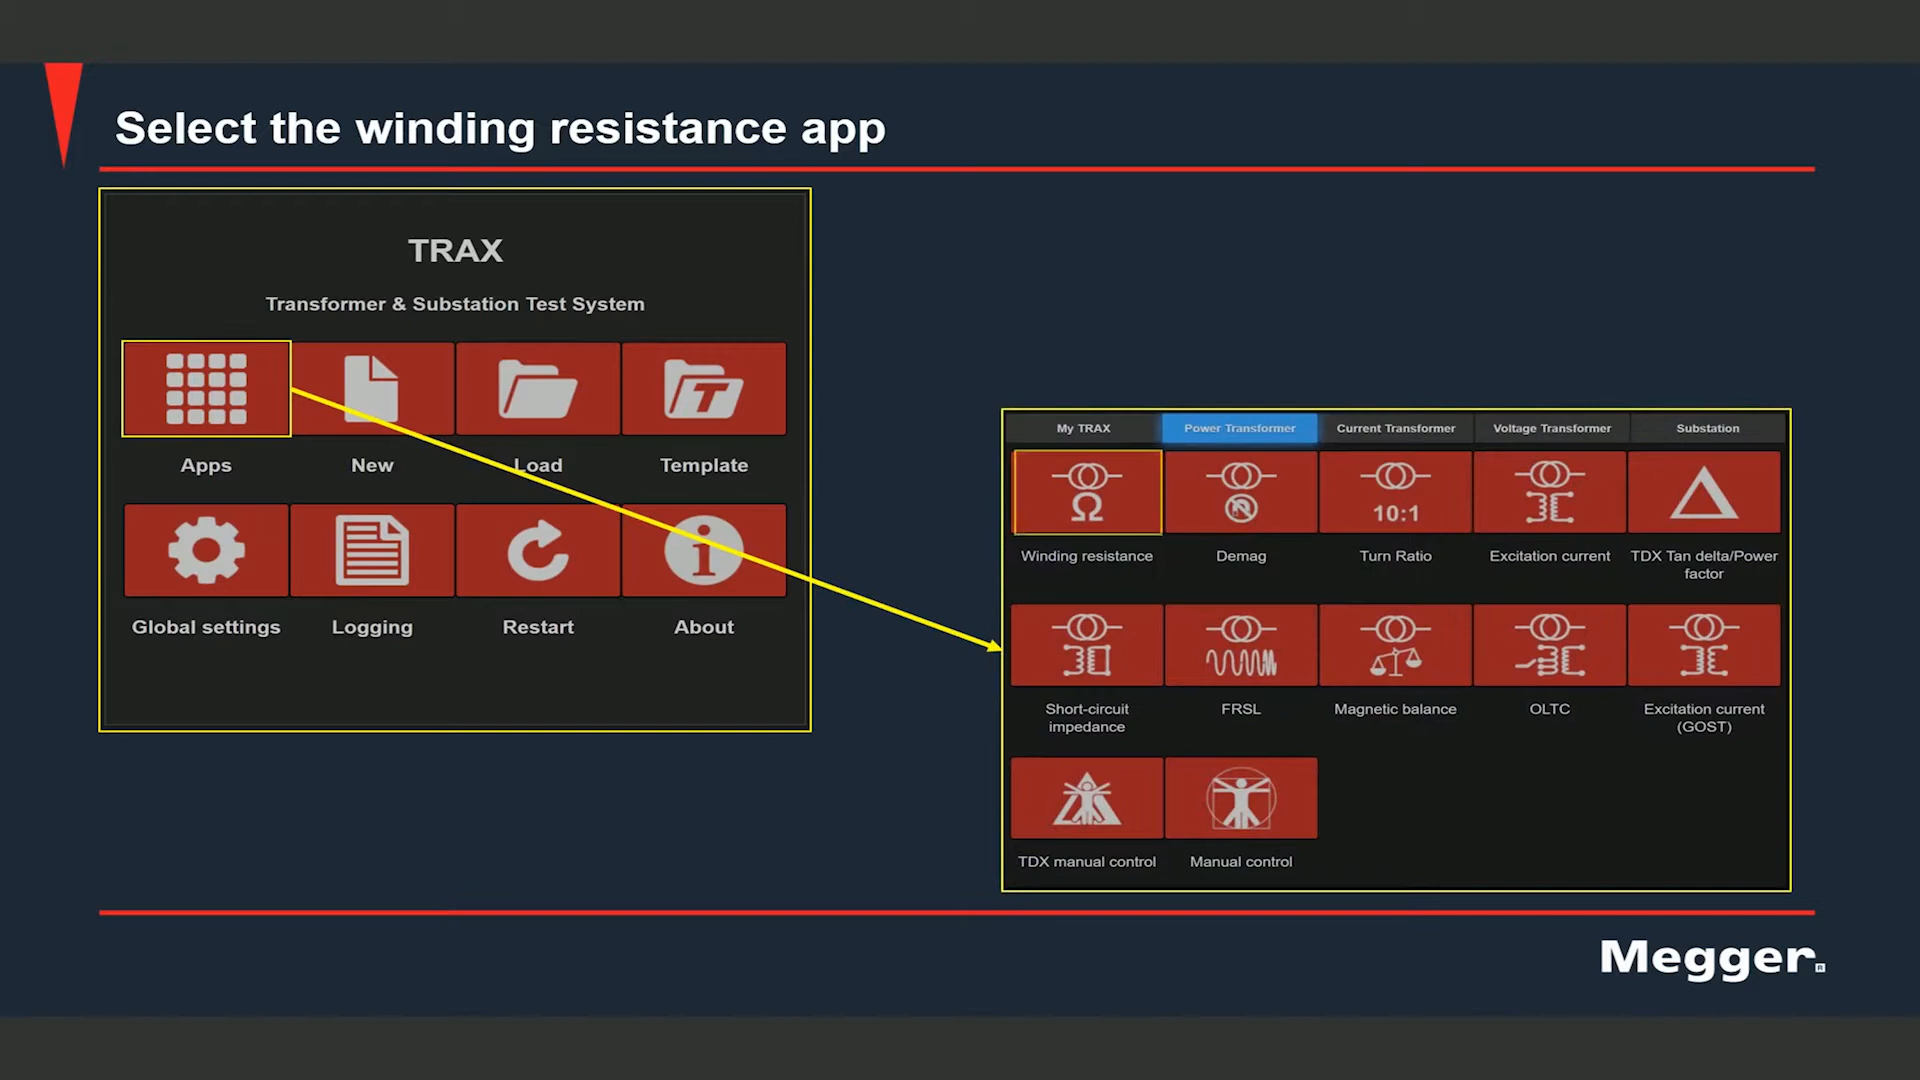 Select the winding resistance app
TRAX
Transformer & Substation Test System
Apps
New
Load
Template
Global settings
Logging
Restart
About
My TRAX
Power Transformer
Current Transformer
Voltage Transformer
Substation
Ω
10:1
Winding resistance
Demag
Turn Ratio
Excitation current
TDX Tan delta/Power
factor
Short-circuit
impedance
FRSL
Magnetic balance
OLTC
Excitation current
(GOST)
TDX manual control
Manual control
Megger®